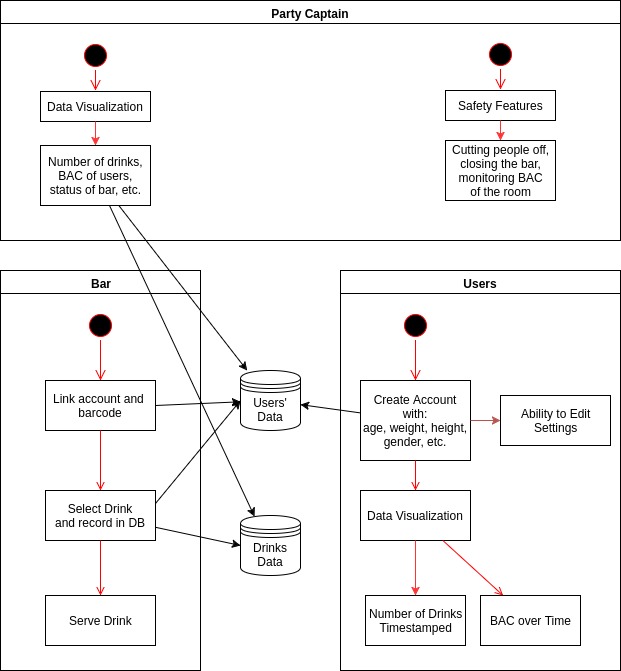 Party Captain
Data Visualization
Number of drinks,
BAC of users,
status of bar, etc.
Safety Features
Cutting people off,
closing the bar,
monitoring BAC
of the room
Bar
Link account and
barcode
Select Drink
and record in DB
Serve Drink
Users'
Data
Drinks
Data
Users
Create Account
with:
age, weight, height,
gender, etc.
Ability to Edit
Settings
Data Visualization
Number of Drinks
Timestamped
BAC over Time